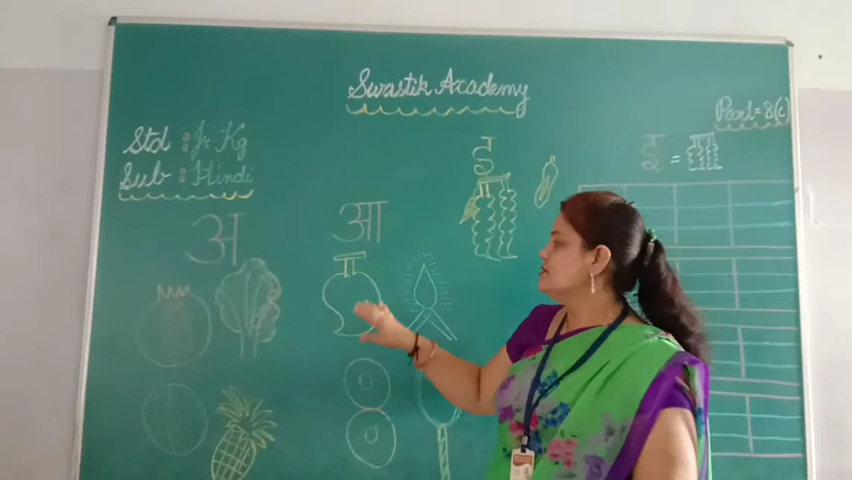 Swastik Academy
Part = 8(c)
Std : Jr Kg
Sub : Hindi
इ
इ =
अ
आ